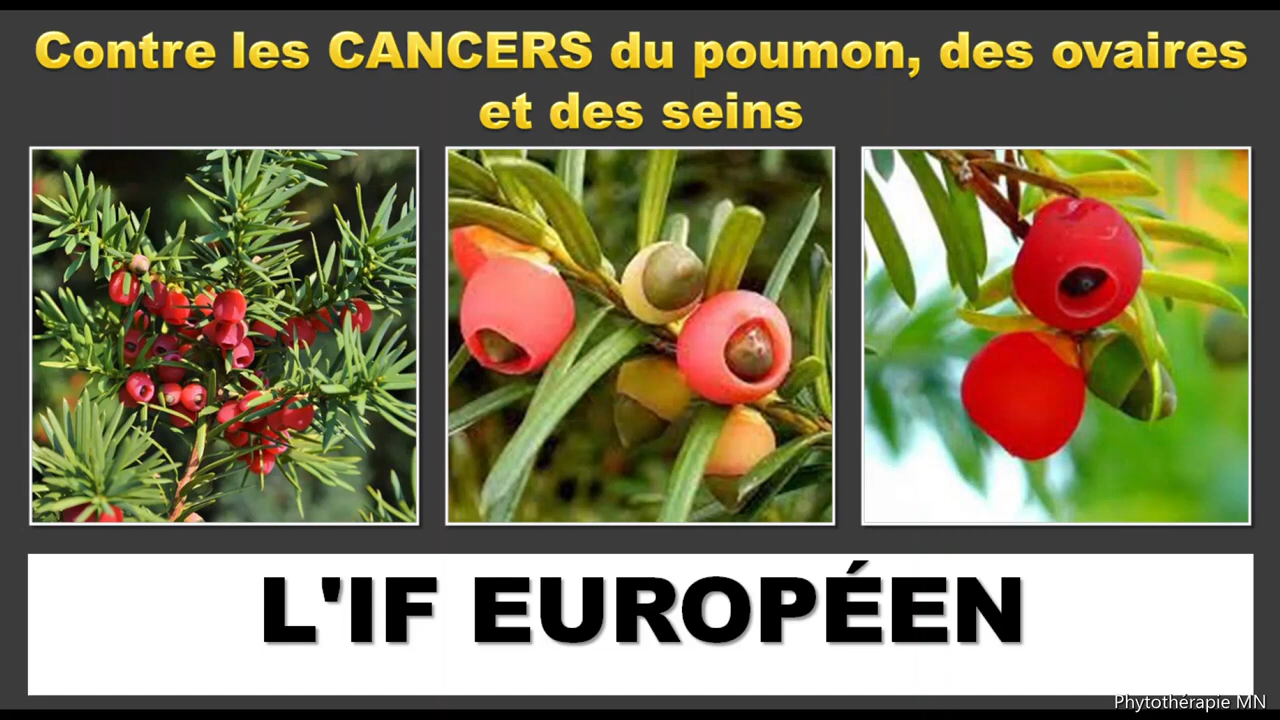 Contre les CANCERS du poumon, des ovaires
et des seins
L'IF EUROPÉEN
Phytothérapie MN